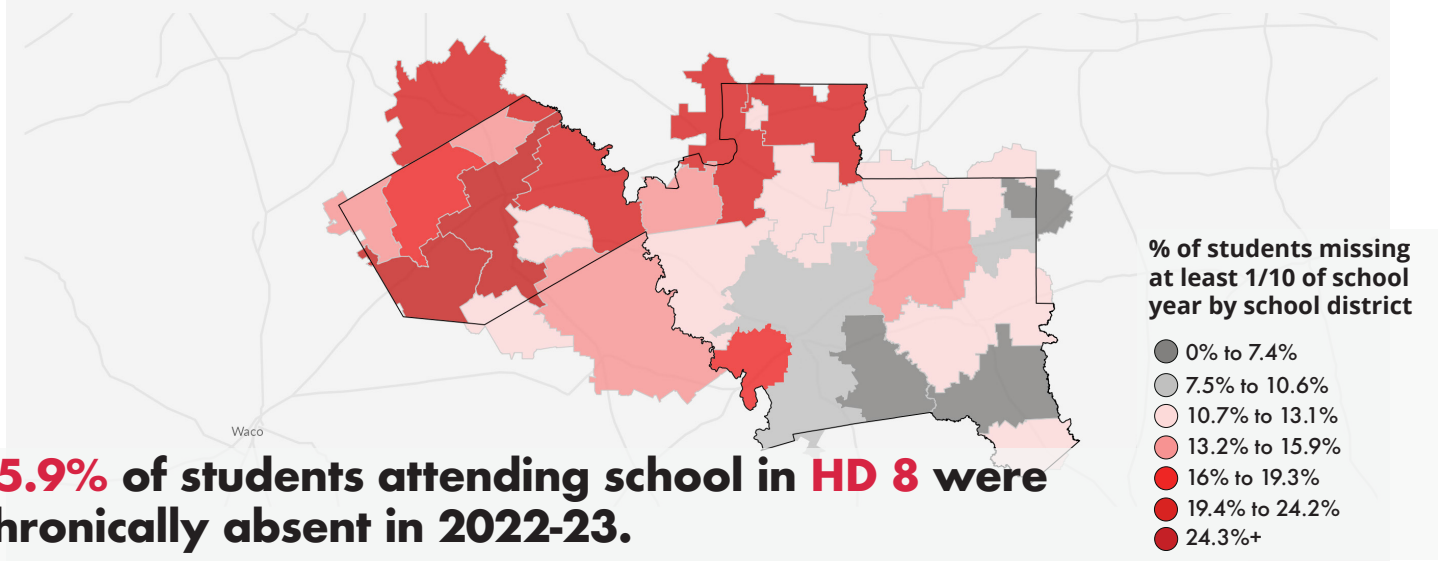 % of students missing
at least 1/10 of school
year by school district
0% to 7.4%
7.5% to 10.6%
10.7% to 13.1%
13.2% to 15.9%
16% to 19.3%
19.4% to 24.2%
24.3%+
Waco
5.9% of students attending school in HD 8 were
hronically absent in 2022-23.